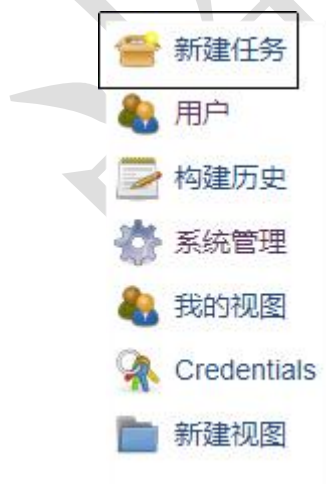 新建任务
用户
构建历史
系统管理
我的视图
Credentials
新建视图